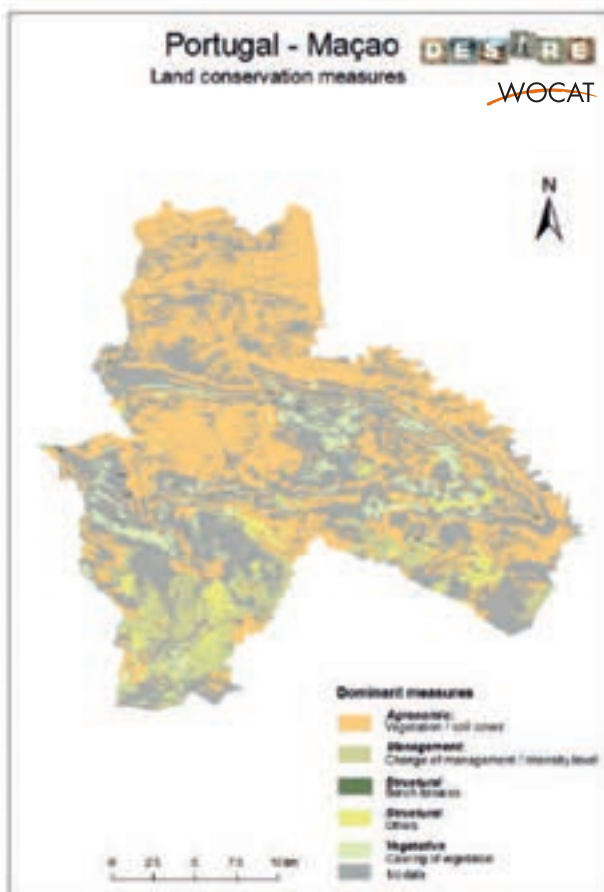 Portugal - Maçao DESIRE
Land conservation measures
WOCAT
N
Dominant measures
Agronomic:
Vegetation / soil cover
Management:
Change of management / intensity level
Structural
Bench terraces
Structural
Others
Vegetative
Clearing of vegetation
No data
0 2.5 5 7.5 10 km